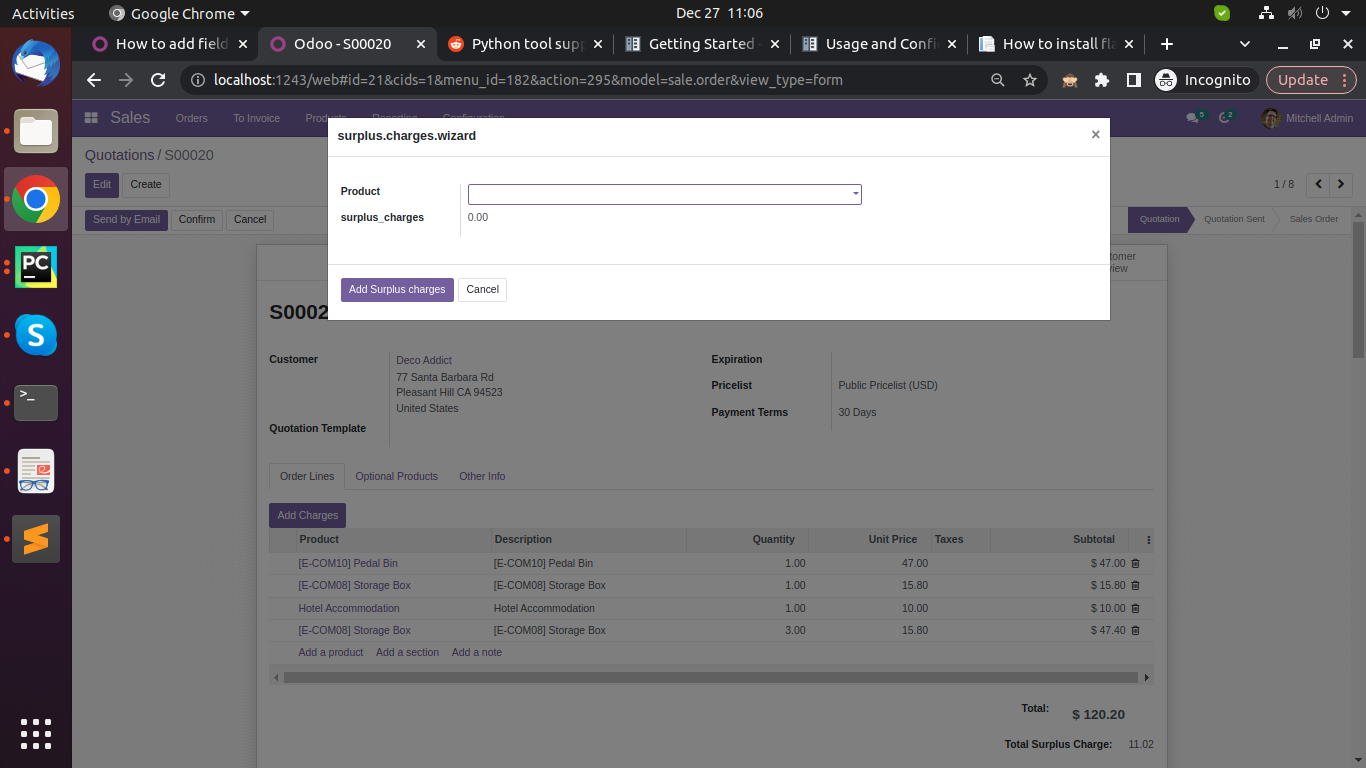 Activities Google Chrome Dec 27 11:06
How to add field Odoo - S00020 Python tool sup Getting Started - Usage and Confi How to install fla
localhost:1243/web#id=21&cids=1&menu_id=182&action=295&model=sale.order&view_type=form Incognito Update
Sales Orders To Invoice Products Reporting Configuration 5 2 Mitchell Admin
surplus.charges.wizard ×
Quotations / S00020
Edit Create 1 / 8
Product
surplus_charges 0.00
Send by Email Confirm Cancel Quotation Quotation Sent Sales Order
Add Surplus charges Cancel
S0002
Customer Deco Addict Expiration
77 Santa Barbara Rd
Pleasant Hill CA 94523 Pricelist Public Pricelist (USD)
United States Payment Terms 30 Days
Quotation Template
Order Lines Optional Products Other Info
Add Charges
Product Description Quantity Unit Price Taxes Subtotal
[E-COM10] Pedal Bin [E-COM10] Pedal Bin 1.00 47.00 $ 47.00
[E-COM08] Storage Box [E-COM08] Storage Box 1.00 15.80 $ 15.80
Hotel Accommodation Hotel Accommodation 1.00 10.00 $ 10.00
[E-COM08] Storage Box [E-COM08] Storage Box 3.00 15.80 $ 47.40
Add a product Add a section Add a note
Total: $ 120.20
Total Surplus Charge: 11.02